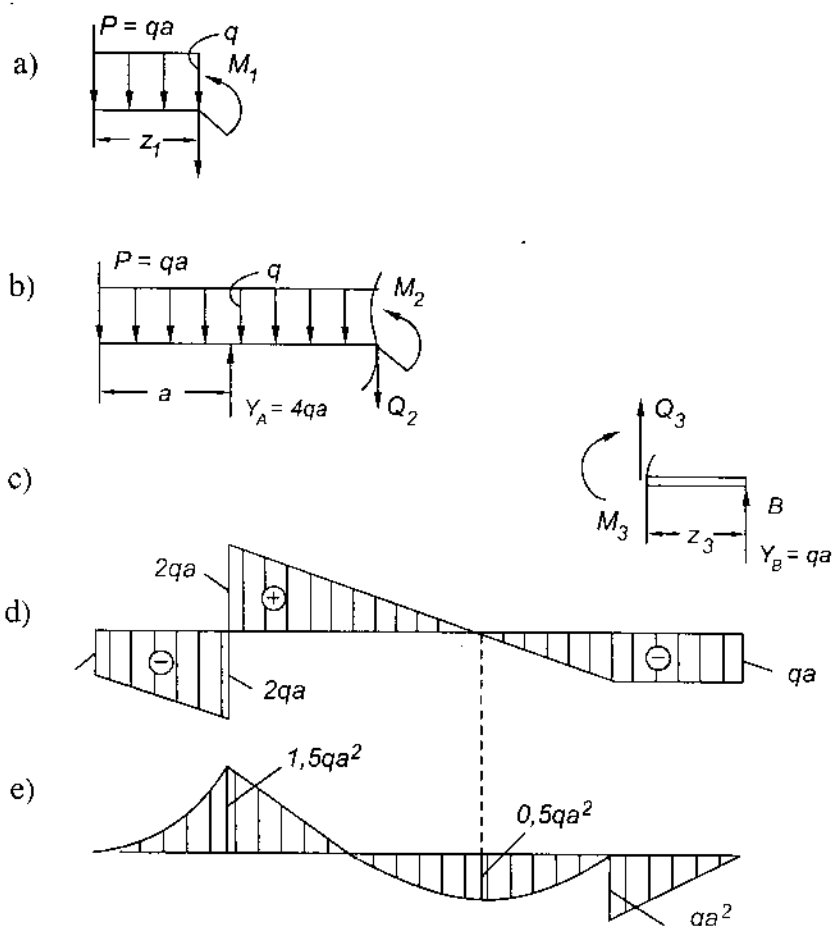 P = qa
q
a)
M1
z1
P = qa
q
b)
M2
a
YA = 4qa
Q2
Q3
c)
B
M3
z3
YB = qa
2qa
+
d)
−
−
2qa
qa
1,5qa²
e)
0,5qa²
qa²